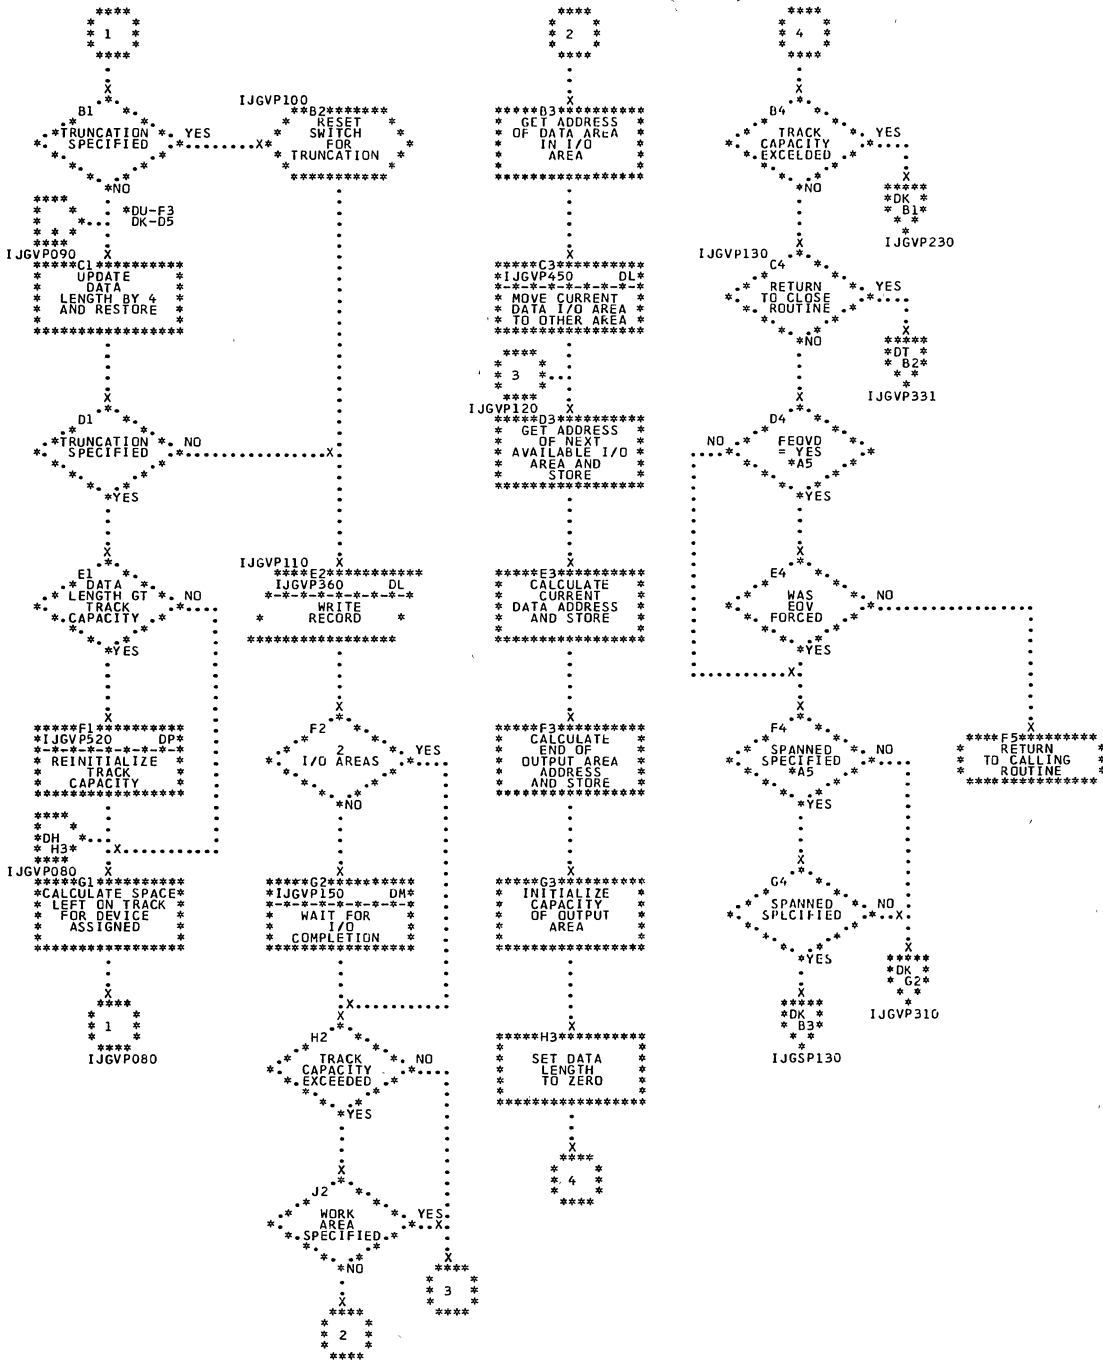 1
B1
TRUNCATION
SPECIFIED
YES
NO
*DU-F3
DK-D5
IJGVP090
C1
UPDATE
DATA
LENGTH BY 4
AND RESTORE
D1
TRUNCATION
SPECIFIED
NO
YES
E1
DATA
LENGTH GT
TRACK
CAPACITY
NO
YES
F1
IJGVP520 DP
REINITIALIZE
TRACK
CAPACITY
DH
H3
IJGVP080
G1
CALCULATE SPACE
LEFT ON TRACK
FOR DEVICE
ASSIGNED
1
IJGVP080
IJGVP100
B2
RESET
SWITCH
FOR
TRUNCATION
IJGVP110
E2
IJGVP360 DL
WRITE
RECORD
F2
2
I/O AREAS
YES
NO
G2
IJGVP150 DM
WAIT FOR
I/O
COMPLETION
H2
TRACK
CAPACITY
EXCEEDED
NO
YES
J2
WORK
AREA
SPECIFIED
YES
NO
3
2
2
B3
GET ADDRESS
OF DATA AREA
IN I/O
AREA
C3
IJGVP450 DL
MOVE CURRENT
DATA I/O AREA
TO OTHER AREA
3
IJGVP120
D3
GET ADDRESS
OF NEXT
AVAILABLE I/O
AREA AND
STORE
E3
CALCULATE
CURRENT
DATA ADDRESS
AND STORE
F3
CALCULATE
END OF
OUTPUT AREA
ADDRESS
AND STORE
G3
INITIALIZE
CAPACITY
OF OUTPUT
AREA
H3
SET DATA
LENGTH
TO ZERO
4
4
B4
TRACK
CAPACITY
EXCELDED
YES
NO
DK
B1
IJGVP230
IJGVP130
C4
RETURN
TO CLOSE
ROUTINE
YES
NO
DT
B2
IJGVP331
D4
NO
FEOVD
= YES
*A5
YES
E4
WAS
EOV
FORCED
NO
YES
F4
SPANNED
SPECIFIED
*A5
NO
YES
F5
RETURN
TO CALLING
ROUTINE
G4
SPANNED
SPLCIFIED
NO
YES
DK
G2
IJGVP310
DK
B3
IJGSP130